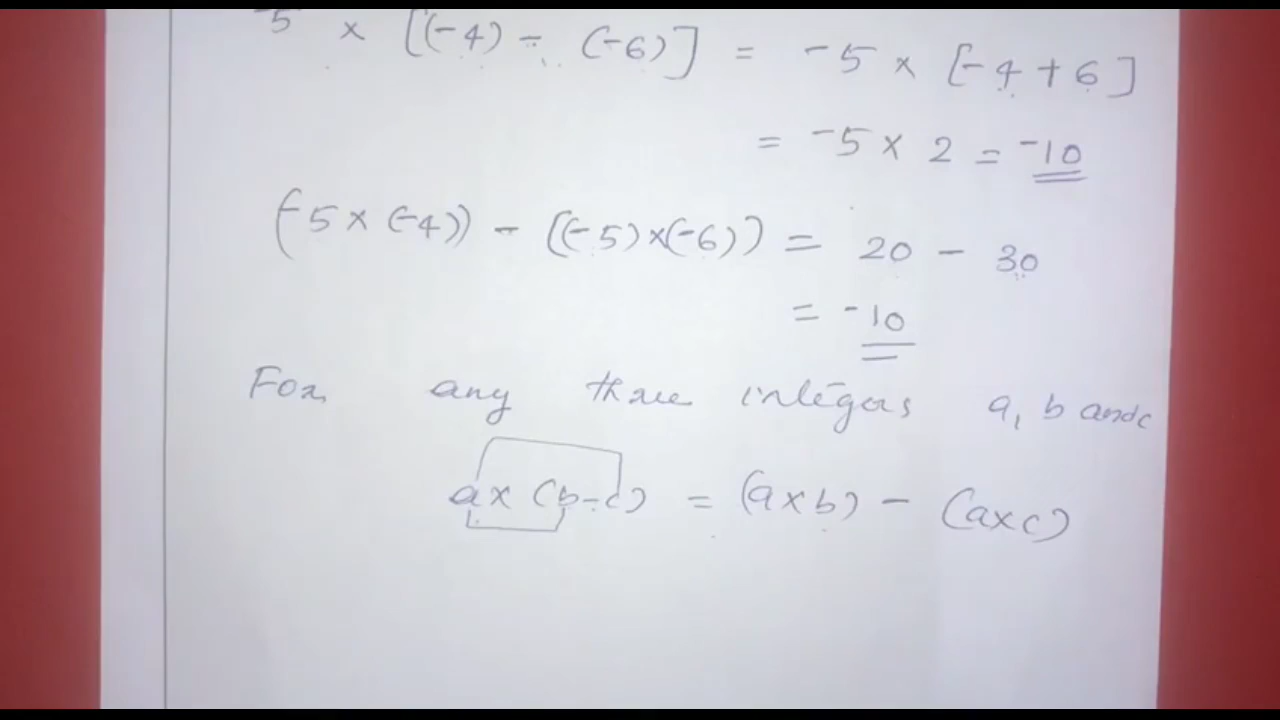 -5 × [(-4) - (-6)] = -5 × [-4 + 6]
= -5 × 2 = -10
(-5 × (-4)) - ((-5) × (-6)) = 20 - 30
= -10
For any three integers a, b and c
a × (b - c) = (a × b) - (a × c)